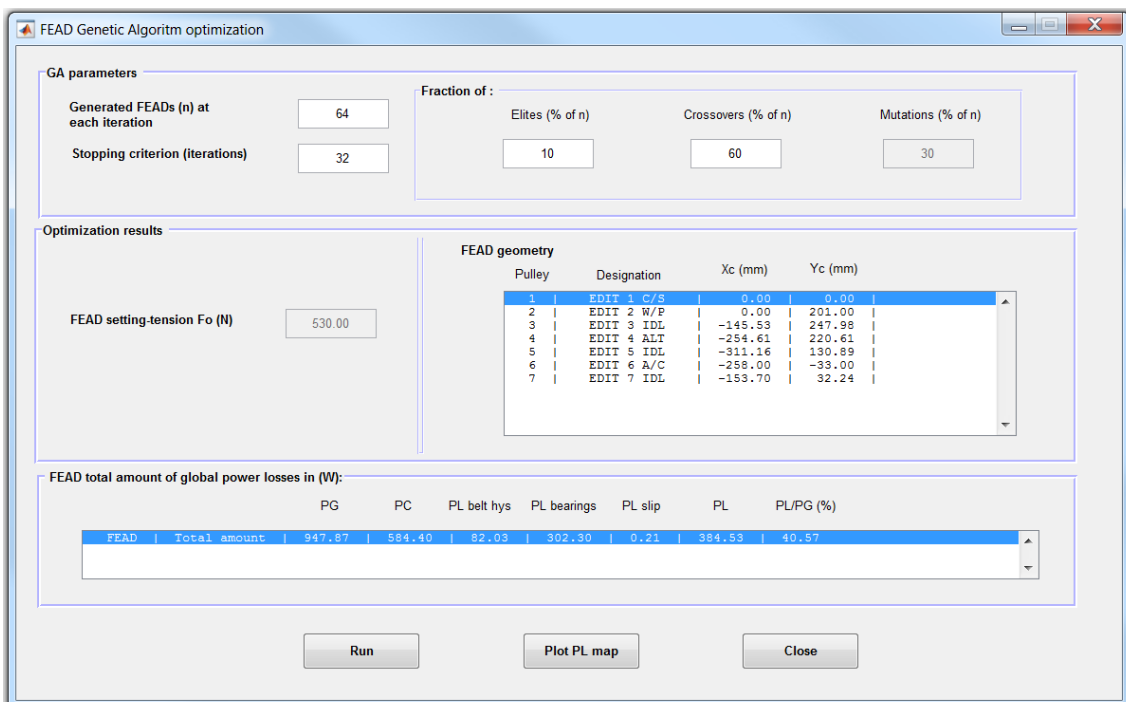 FEAD Genetic Algoritm optimization
GA parameters
Generated FEADs (n) at
each iteration
64
Stopping criterion (iterations)
32
Fraction of :
Elites (% of n) Crossovers (% of n) Mutations (% of n)
10 60 30
Optimization results
FEAD setting-tension Fo (N)
530.00
FEAD geometry
Pulley Designation Xc (mm) Yc (mm)
1 | EDIT 1 C/S | 0.00 | 0.00 |
2 | EDIT 2 W/P | 0.00 | 201.00 |
3 | EDIT 3 IDL | -145.53 | 247.98 |
4 | EDIT 4 ALT | -254.61 | 220.61 |
5 | EDIT 5 IDL | -311.16 | 130.89 |
6 | EDIT 6 A/C | -258.00 | -33.00 |
7 | EDIT 7 IDL | -153.70 | 32.24 |
FEAD total amount of global power losses in (W):
PG PC PL belt hys PL bearings PL slip PL PL/PG (%)
FEAD | Total amount | 947.87 | 584.40 | 82.03 | 302.30 | 0.21 | 384.53 | 40.57
Run Plot PL map Close